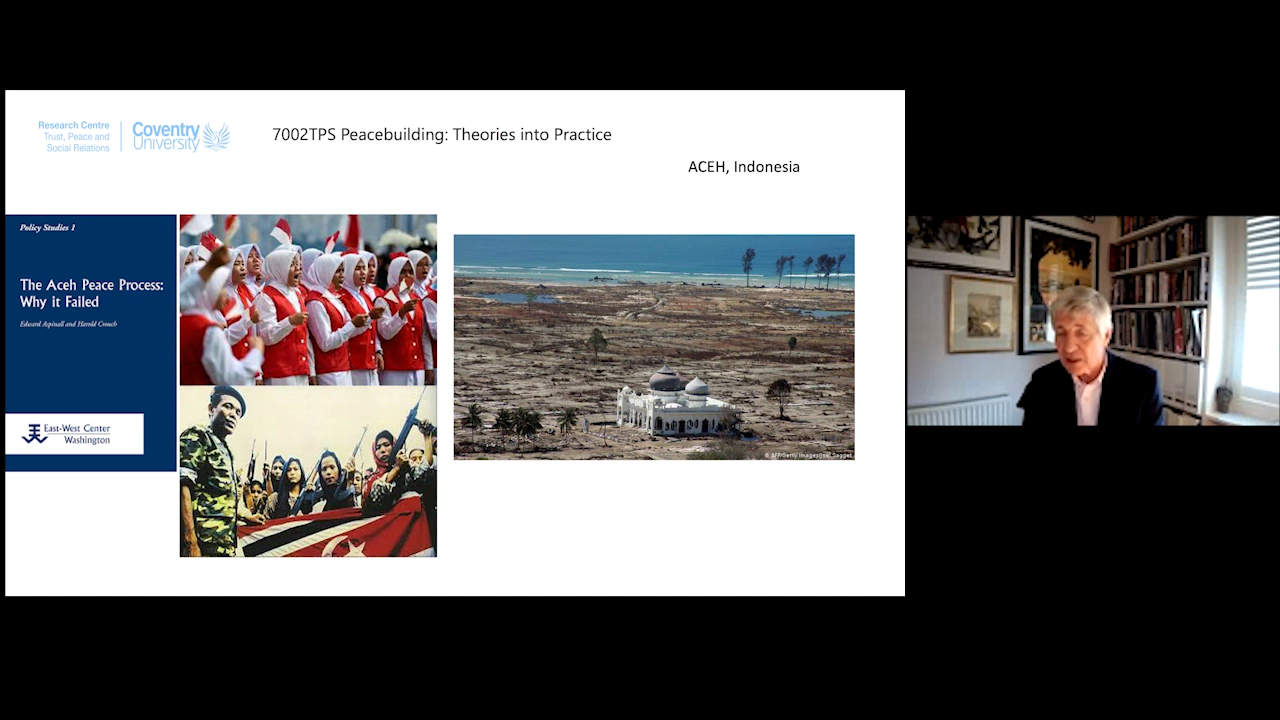 Research Centre
Trust, Peace and
Social Relations
Coventry
University
7002TPS Peacebuilding: Theories into Practice
ACEH, Indonesia
Policy Studies 1
The Aceh Peace Process:
Why it Failed
Edward Aspinall and Harold Crouch
East-West Center
Washington